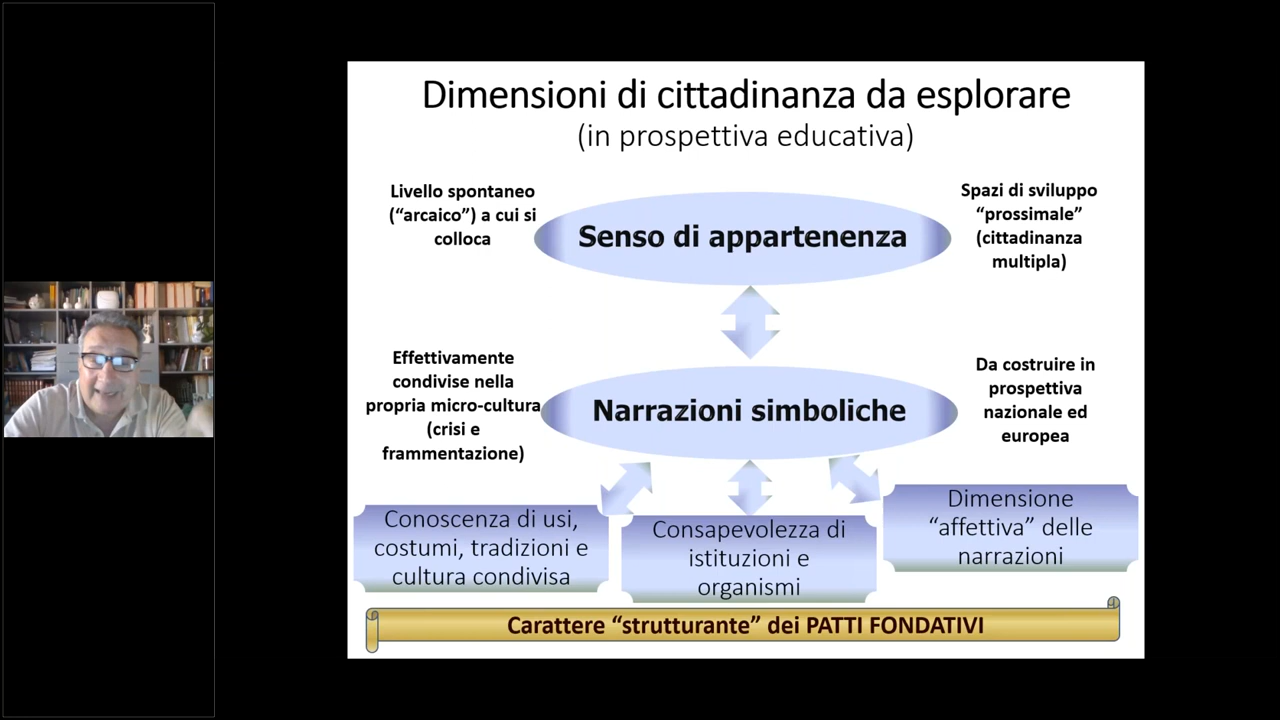 Dimensioni di cittadinanza da esplorare
(in prospettiva educativa)
Livello spontaneo
(“arcaico”) a cui si
colloca
Senso di appartenenza
Spazi di sviluppo
“prossimale”
(cittadinanza
multipla)
Effettivamente
condivise nella
propria micro-cultura
(crisi e
frammentazione)
Narrazioni simboliche
Da costruire in
prospettiva
nazionale ed
europea
Conoscenza di usi,
costumi, tradizioni e
cultura condivisa
Consapevolezza di
istituzioni e
organismi
Dimensione
“affettiva” delle
narrazioni
Carattere “strutturante” dei PATTI FONDATIVI